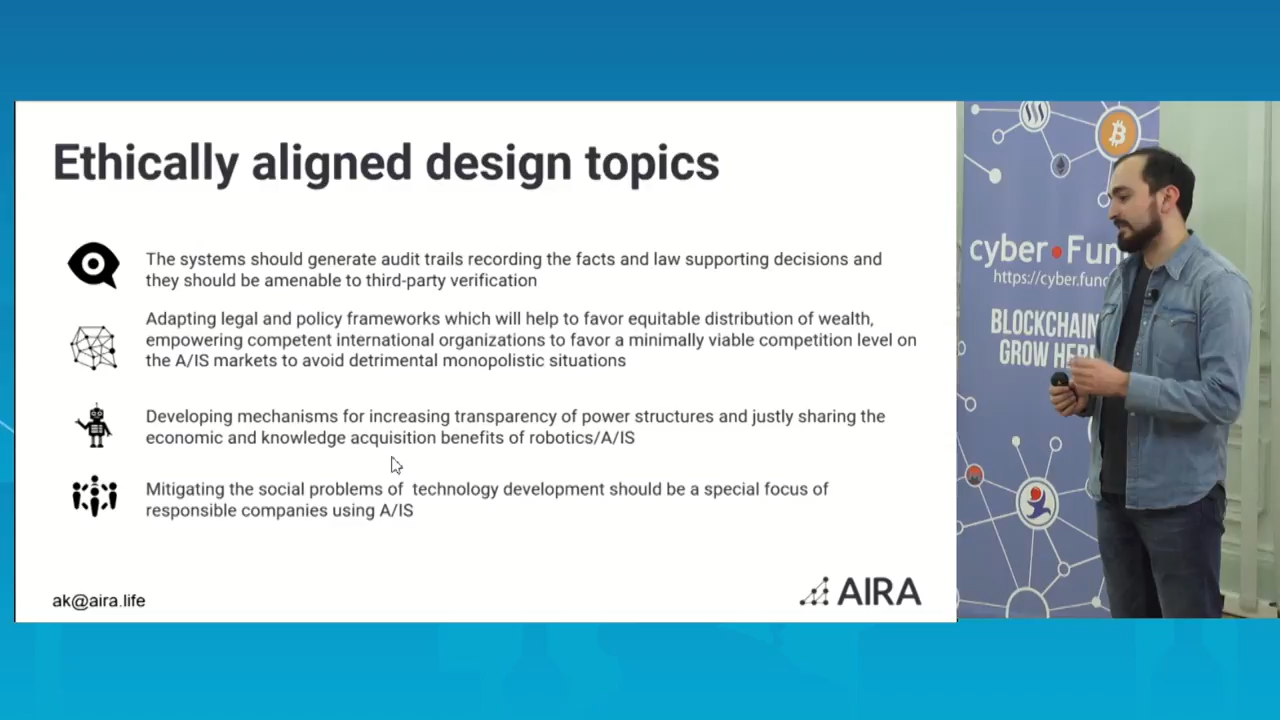 Ethically aligned design topics
The systems should generate audit trails recording the facts and law supporting decisions and
they should be amenable to third-party verification
Adapting legal and policy frameworks which will help to favor equitable distribution of wealth,
empowering competent international organizations to favor a minimally viable competition level on
the A/IS markets to avoid detrimental monopolistic situations
Developing mechanisms for increasing transparency of power structures and justly sharing the
economic and knowledge acquisition benefits of robotics/A/IS
Mitigating the social problems of technology development should be a special focus of
responsible companies using A/IS
ak@aira.life
AIRA
cyber•Fun
https://cyber.fund
BLOCKCHAIN
GROW HER